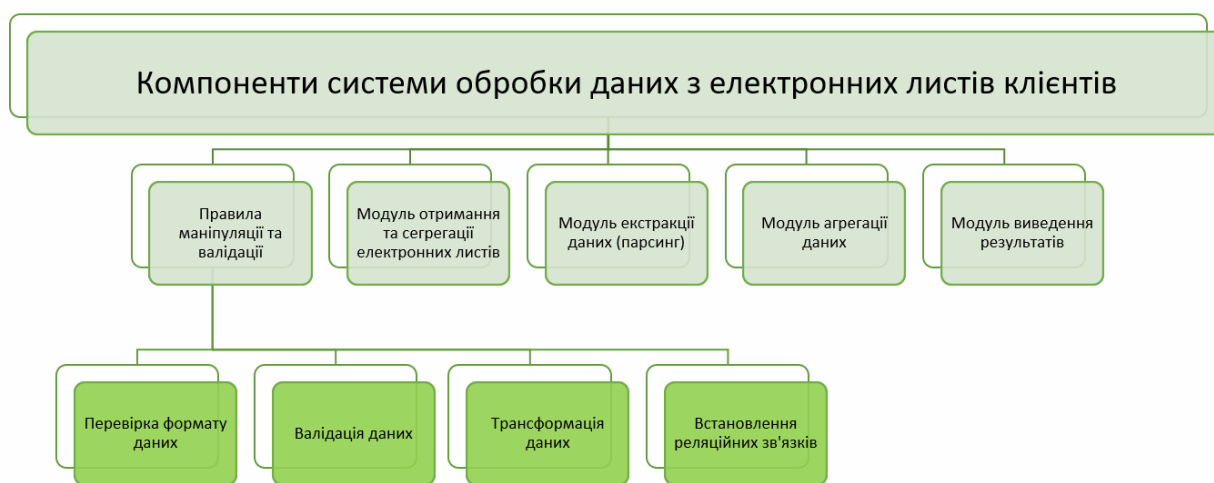 Компоненти системи обробки даних з електронних листів клієнтів
Правила
маніпуляції та
валідації
Модуль отримання
та сегрегації
електронних листів
Модуль екстракції
даних (парсинг)
Модуль агрегації
даних
Модуль виведення
результатів
Перевірка формату
даних
Валідація даних
Трансформація
даних
Встановлення
реляційних зв'язків